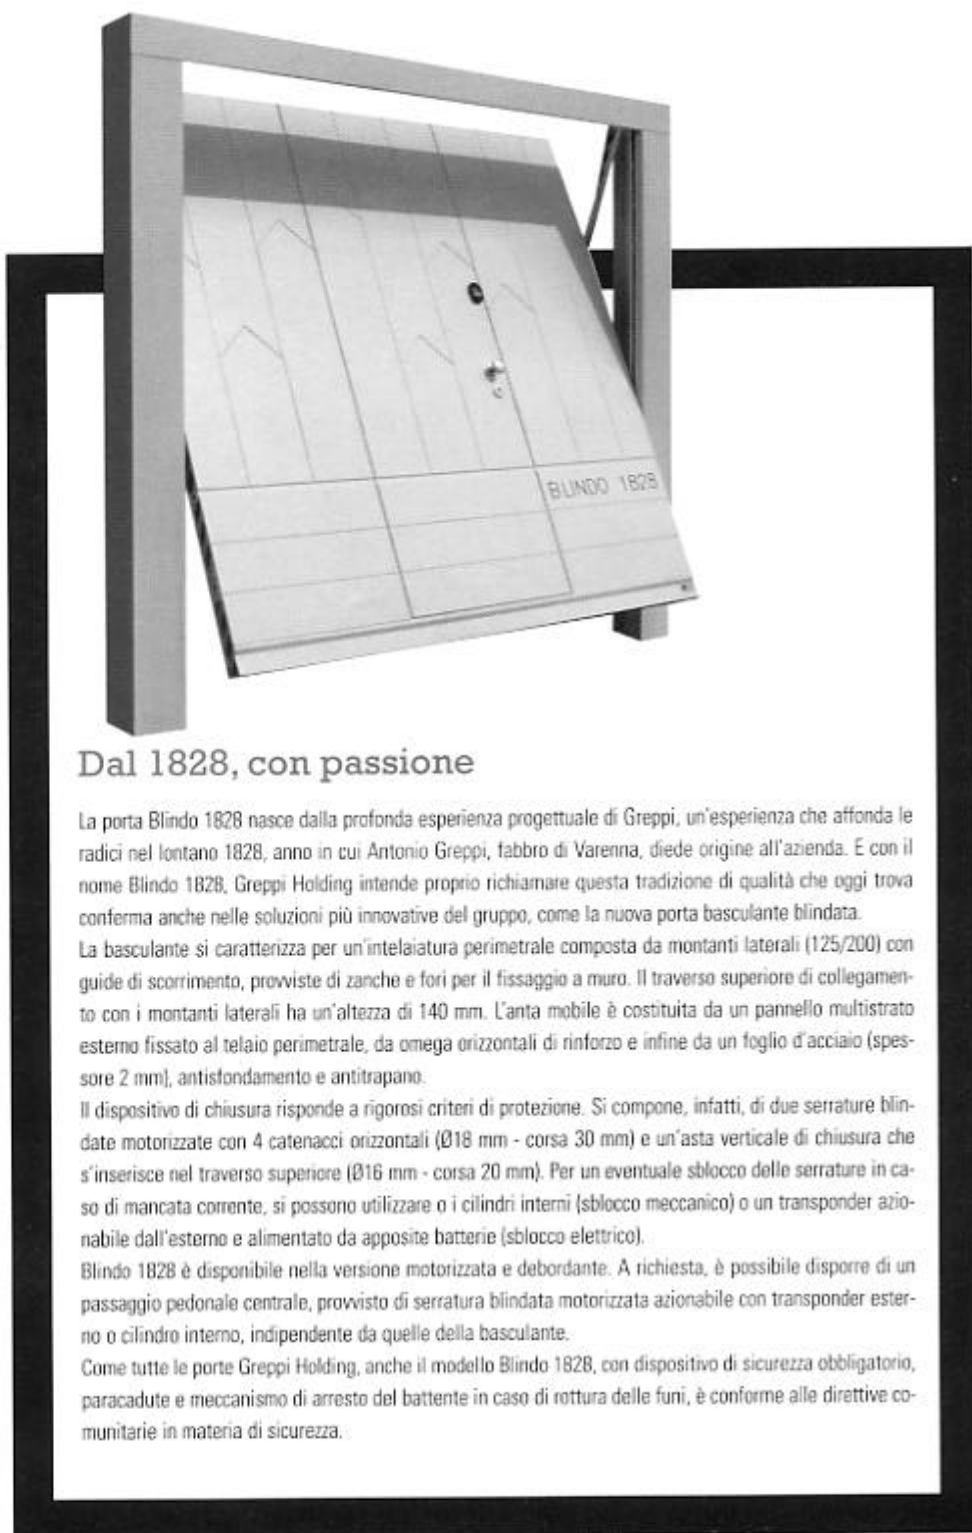 BLINDO 1828
Dal 1828, con passione
La porta Blindo 1828 nasce dalla profonda esperienza progettuale di Greppi, un'esperienza che affonda le
radici nel lontano 1828, anno in cui Antonio Greppi, fabbro di Varenna, diede origine all'azienda. E con il
nome Blindo 1828, Greppi Holding intende proprio richiamare questa tradizione di qualità che oggi trova
conferma anche nelle soluzioni più innovative del gruppo, come la nuova porta basculante blindata.
La basculante si caratterizza per un'intelaiatura perimetrale composta da montanti laterali (125/200) con
guide di scorrimento, provviste di zanche e fori per il fissaggio a muro. Il traverso superiore di collegamen-
to con i montanti laterali ha un'altezza di 140 mm. L'anta mobile è costituita da un pannello multistrato
esterno fissato al telaio perimetrale, da omega orizzontali di rinforzo e infine da un foglio d'acciaio (spes-
sore 2 mm), antisfondamento e antitrapano.
Il dispositivo di chiusura risponde a rigorosi criteri di protezione. Si compone, infatti, di due serrature blin-
date motorizzate con 4 catenacci orizzontali (Ø18 mm - corsa 30 mm) e un'asta verticale di chiusura che
s'inserisce nel traverso superiore (Ø16 mm - corsa 20 mm). Per un eventuale sblocco delle serrature in ca-
so di mancata corrente, si possono utilizzare o i cilindri interni (sblocco meccanico) o un transponder azio-
nabile dall'esterno e alimentato da apposite batterie (sblocco elettrico).
Blindo 1828 è disponibile nella versione motorizzata e debordante. A richiesta, è possibile disporre di un
passaggio pedonale centrale, provvisto di serratura blindata motorizzata azionabile con transponder ester-
no o cilindro interno, indipendente da quelle della basculante.
Come tutte le porte Greppi Holding, anche il modello Blindo 1828, con dispositivo di sicurezza obbligatorio,
paracadute e meccanismo di arresto del battente in caso di rottura delle funi, è conforme alle direttive co-
munitarie in materia di sicurezza.